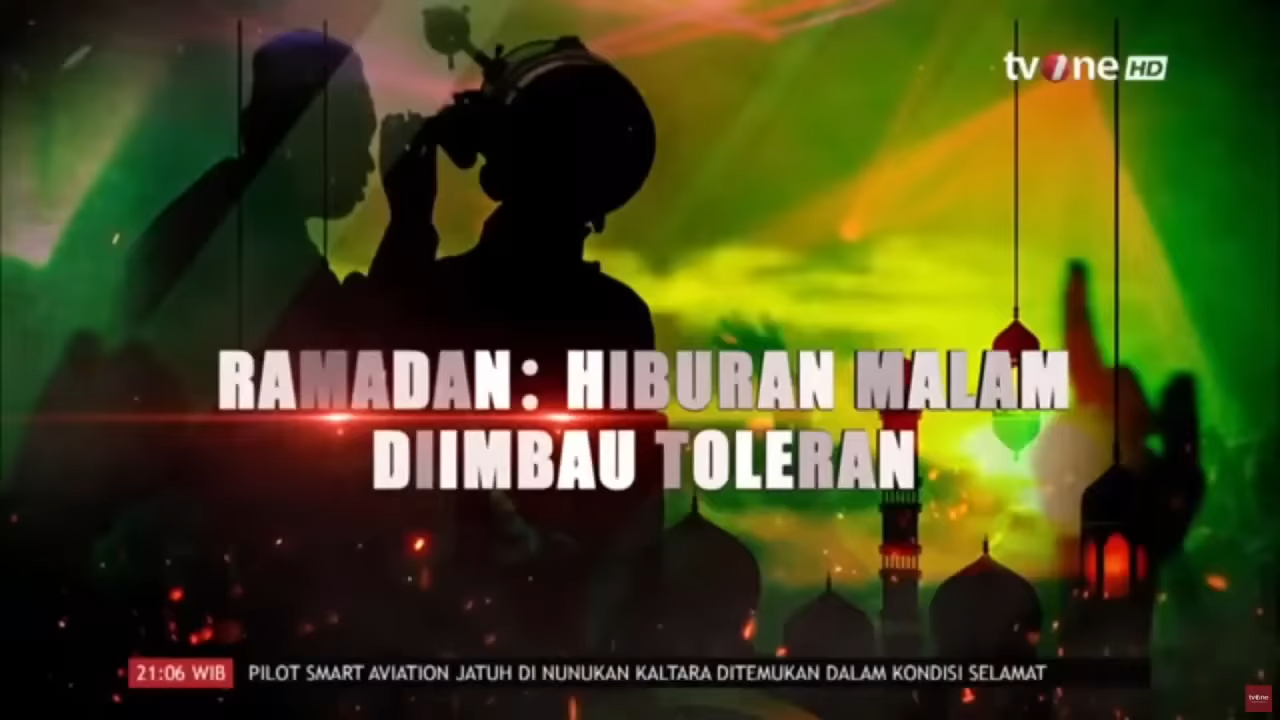 tvOne HD
RAMADAN: HIBURAN MALAM
DIIMBAU TOLERAN
21:06 WIB PILOT SMART AVIATION JATUH DI NUNUKAN KALTARA DITEMUKAN DALAM KONDISI SELAMAT
tvOne